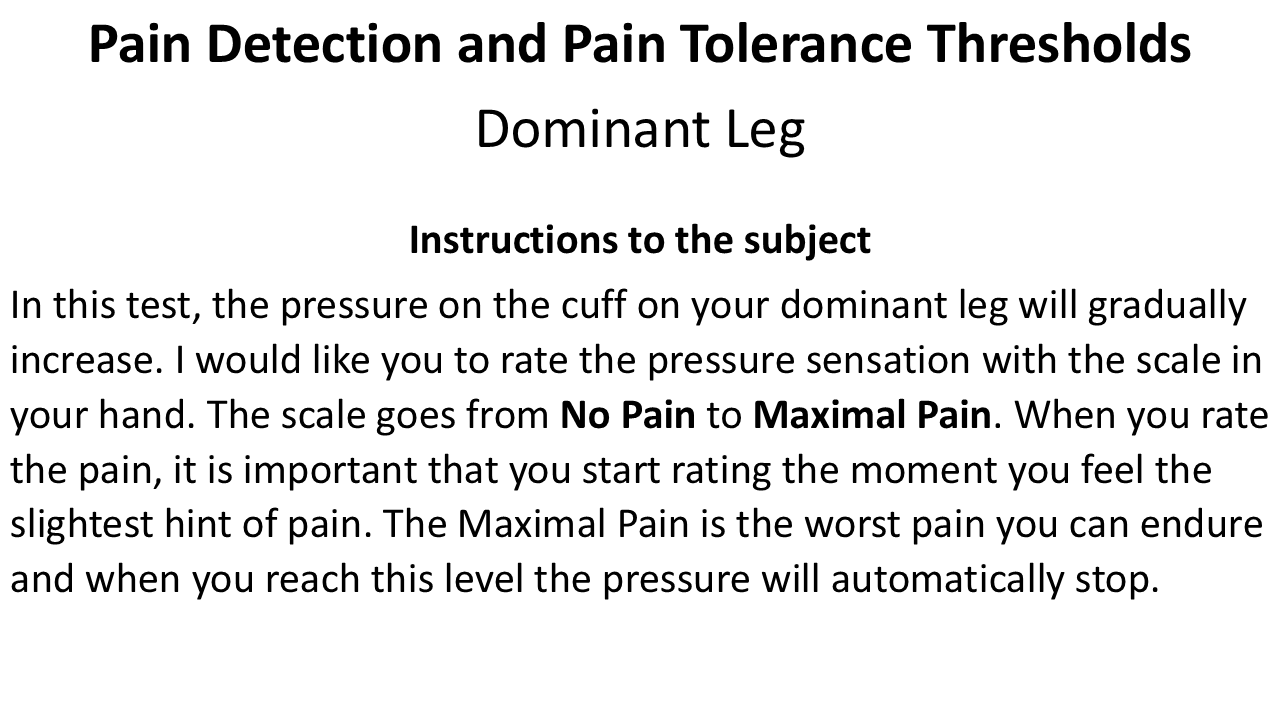 Pain Detection and Pain Tolerance Thresholds
Dominant Leg
Instructions to the subject
In this test, the pressure on the cuff on your dominant leg will gradually
increase. I would like you to rate the pressure sensation with the scale in
your hand. The scale goes from No Pain to Maximal Pain. When you rate
the pain, it is important that you start rating the moment you feel the
slightest hint of pain. The Maximal Pain is the worst pain you can endure
and when you reach this level the pressure will automatically stop.